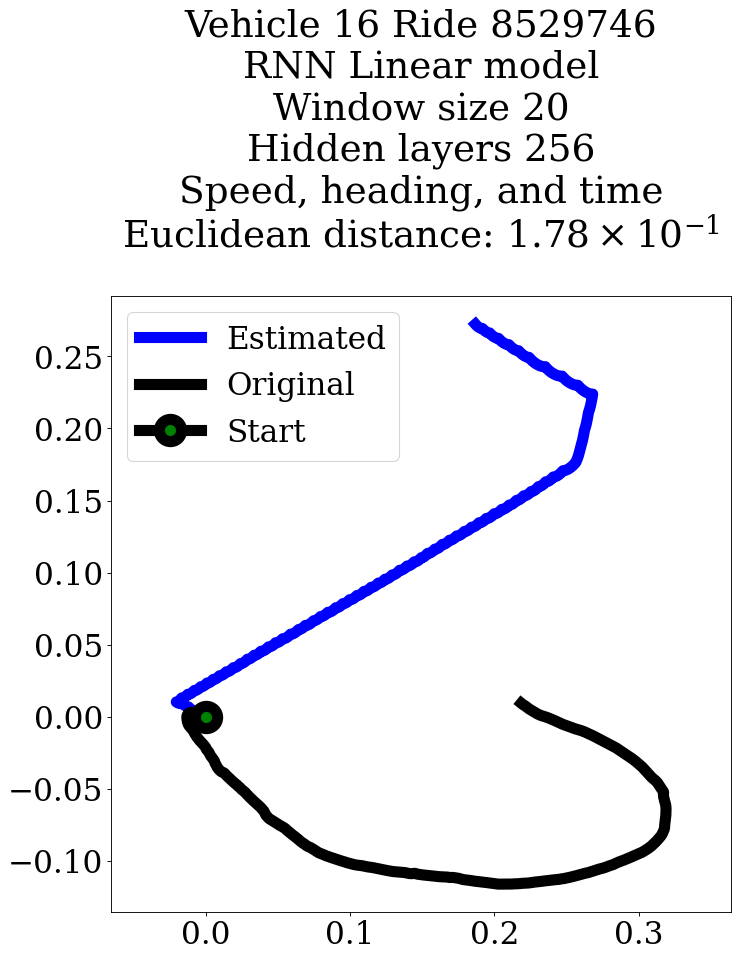 Vehicle 16 Ride 8529746
RNN Linear model
Window size 20
Hidden layers 256
Speed, heading, and time
Euclidean distance: 1.78 × 10⁻¹
Estimated
Original
Start
0.25
0.20
0.15
0.10
0.05
0.00
−0.05
−0.10
0.0 0.1 0.2 0.3